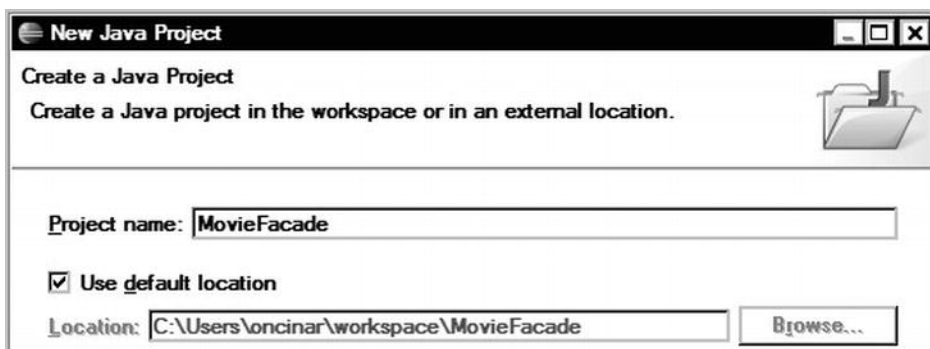 New Java Project
Create a Java Project
Create a Java project in the workspace or in an external location.
Project name: MovieFacade
Use default location
Location: C:\Users\oncinar\workspace\MovieFacade Browse...